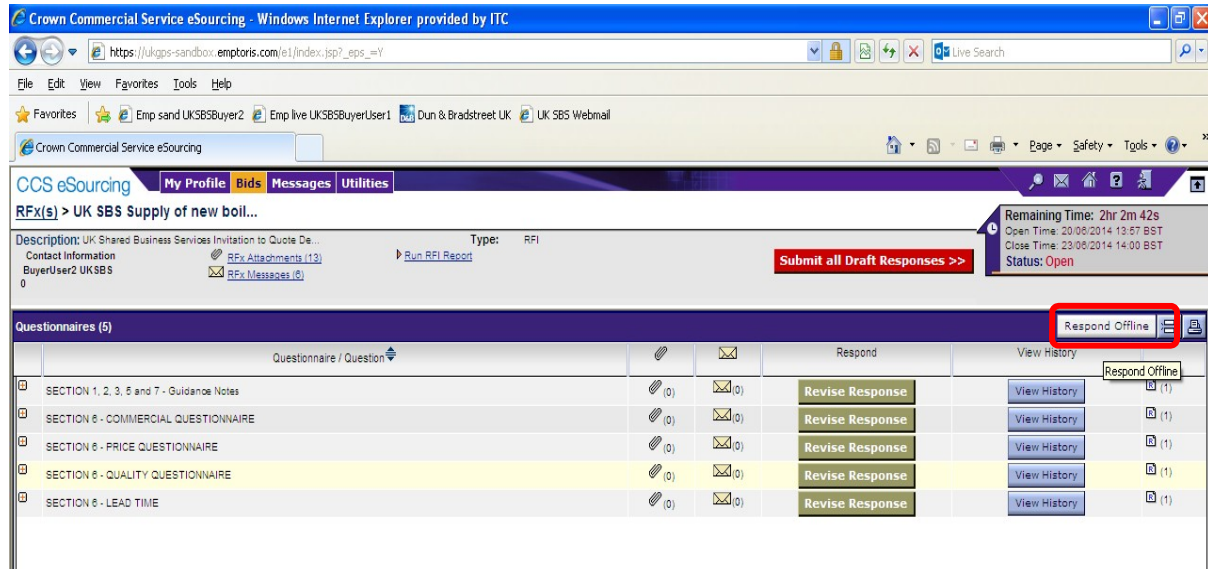 Crown Commercial Service eSourcing - Windows Internet Explorer provided by ITC
https://ukgps-sandbox.emptoris.com/e1/index.jsp?_eps_=Y
Live Search
File Edit View Favorites Tools Help
Favorites Emp sand UKSBSBuyer2 Emp live UKSBSBuyerUser1 Dun & Bradstreet UK UK SBS Webmail
Crown Commercial Service eSourcing
Page Safety Tools
CCS eSourcing My Profile Bids Messages Utilities
RFx(s) > UK SBS Supply of new boil...
Remaining Time: 2hr 2m 42s
Open Time: 20/06/2014 13:57 BST
Close Time: 23/06/2014 14:00 BST
Status: Open
Description: UK Shared Business Services Invitation to Quote De... Type: RFI
Contact Information RFx Attachments (13) Run RFI Report
BuyerUser2 UKSBS RFx Messages (6)
0
Submit all Draft Responses >>
Questionnaires (5) Respond Offline
Questionnaire / Question Respond View History
Respond Offline
SECTION 1, 2, 3, 5 and 7 - Guidance Notes (0) (0) Revise Response View History R (1)
SECTION 6 - COMMERCIAL QUESTIONNAIRE (0) (0) Revise Response View History R (1)
SECTION 6 - PRICE QUESTIONNAIRE (0) (0) Revise Response View History R (1)
SECTION 6 - QUALITY QUESTIONNAIRE (0) (0) Revise Response View History R (1)
SECTION 6 - LEAD TIME (0) (0) Revise Response View History R (1)